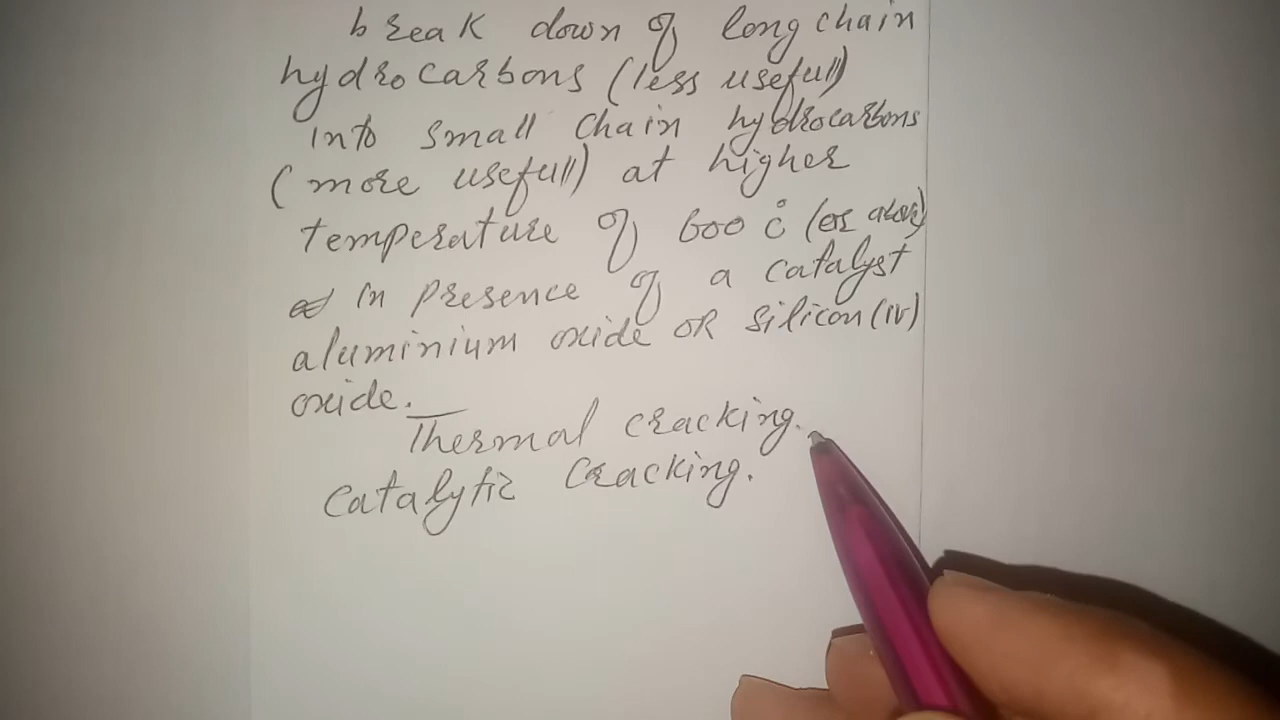 break down of long chain
hydrocarbons (less usefull)
into small chain hydrocarbons
(more usefull) at higher
temperature of 600°C (or above)
in presence of a catalyst
aluminium oxide OR silicon (iv)
oxide.
Thermal cracking.
Catalytic cracking.